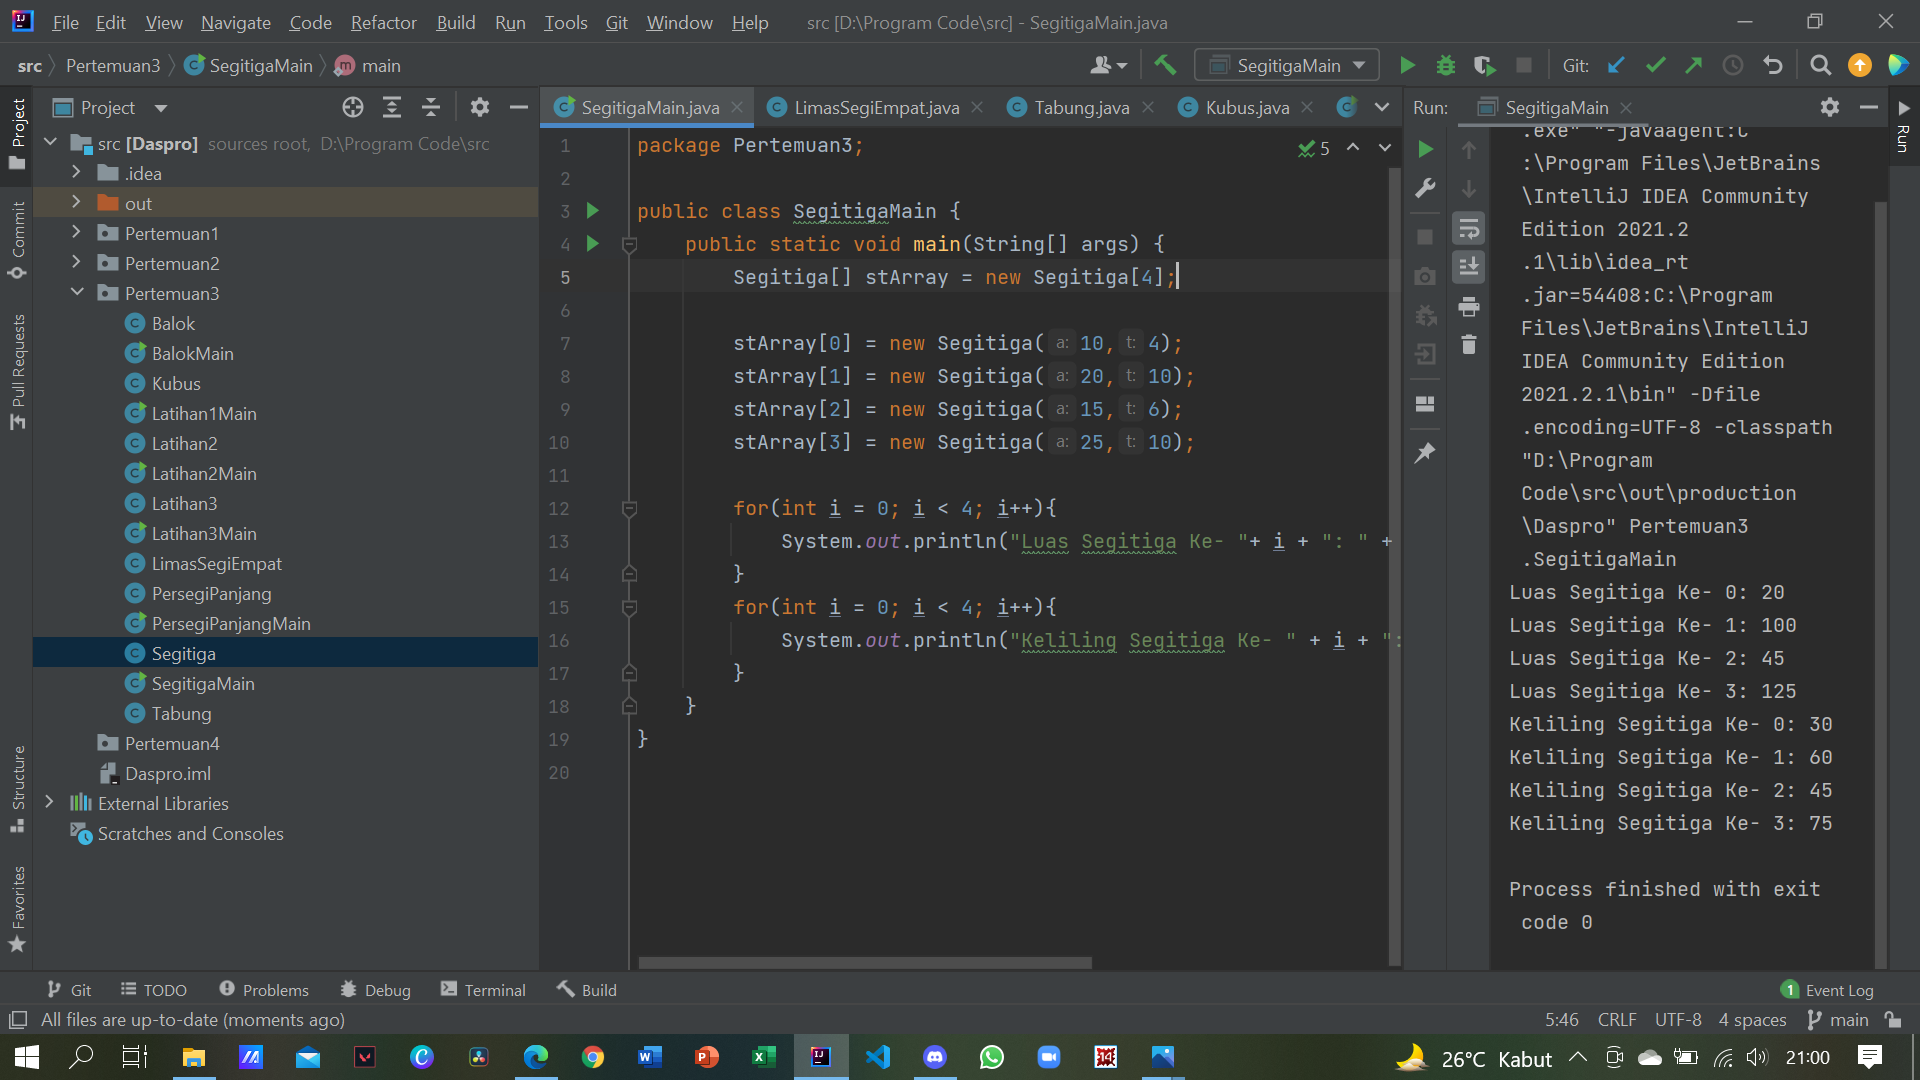 File Edit View Navigate Code Refactor Build Run Tools Git Window Help src [D:\Program Code\src] - SegitigaMain.java
src Pertemuan3 SegitigaMain main SegitigaMain Git:
Project
SegitigaMain.java LimasSegiEmpat.java Tabung.java Kubus.java
Run: SegitigaMain
Project
Commit
Pull Requests
Structure
Favorites
src [Daspro] sources root, D:\Program Code\src
.idea
out
Pertemuan1
Pertemuan2
Pertemuan3
Balok
BalokMain
Kubus
Latihan1Main
Latihan2
Latihan2Main
Latihan3
Latihan3Main
LimasSegiEmpat
PersegiPanjang
PersegiPanjangMain
Segitiga
SegitigaMain
Tabung
Pertemuan4
Daspro.iml
External Libraries
Scratches and Consoles
5
1 package Pertemuan3;
2
3 public class SegitigaMain {
4 public static void main(String[] args) {
5 Segitiga[] stArray = new Segitiga[4];
6
7 stArray[0] = new Segitiga( a: 10, t: 4);
8 stArray[1] = new Segitiga( a: 20, t: 10);
9 stArray[2] = new Segitiga( a: 15, t: 6);
10 stArray[3] = new Segitiga( a: 25, t: 10);
11
12 for(int i = 0; i < 4; i++){
13 System.out.println("Luas Segitiga Ke- "+ i + ": " +
14 }
15 for(int i = 0; i < 4; i++){
16 System.out.println("Keliling Segitiga Ke- " + i + ":
17 }
18 }
19 }
20
.exe" "-javaagent:C
:\Program Files\JetBrains
\IntelliJ IDEA Community
Edition 2021.2
.1\lib\idea_rt
.jar=54408:C:\Program
Files\JetBrains\IntelliJ
IDEA Community Edition
2021.2.1\bin" -Dfile
.encoding=UTF-8 -classpath
"D:\Program
Code\src\out\production
\Daspro" Pertemuan3
.SegitigaMain
Luas Segitiga Ke- 0: 20
Luas Segitiga Ke- 1: 100
Luas Segitiga Ke- 2: 45
Luas Segitiga Ke- 3: 125
Keliling Segitiga Ke- 0: 30
Keliling Segitiga Ke- 1: 60
Keliling Segitiga Ke- 2: 45
Keliling Segitiga Ke- 3: 75
Process finished with exit
code 0
Run
Git TODO Problems Debug Terminal Build 1 Event Log
All files are up-to-date (moments ago) 5:46 CRLF UTF-8 4 spaces main
26°C Kabut 21:00